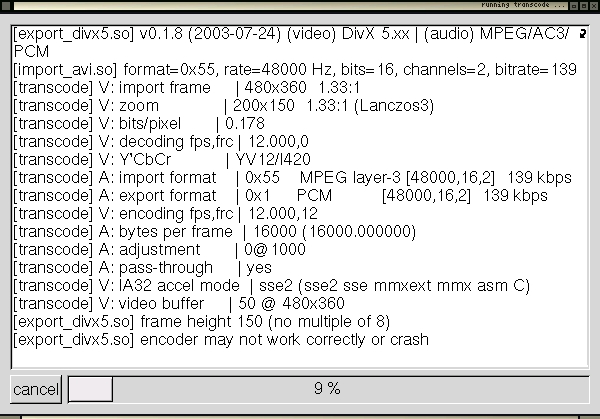 running transcode ...
[export_divx5.so] v0.1.8 (2003-07-24) (video) DivX 5.xx | (audio) MPEG/AC3/
PCM
[import_avi.so] format=0x55, rate=48000 Hz, bits=16, channels=2, bitrate=139
[transcode] V: import frame | 480x360 1.33:1
[transcode] V: zoom | 200x150 1.33:1 (Lanczos3)
[transcode] V: bits/pixel | 0.178
[transcode] V: decoding fps,frc | 12.000,0
[transcode] V: Y'CbCr | YV12/I420
[transcode] A: import format | 0x55 MPEG layer-3 [48000,16,2] 139 kbps
[transcode] A: export format | 0x1 PCM [48000,16,2] 139 kbps
[transcode] V: encoding fps,frc | 12.000,12
[transcode] A: bytes per frame | 16000 (16000.000000)
[transcode] A: adjustment | 0@1000
[transcode] A: pass-through | yes
[transcode] V: IA32 accel mode | sse2 (sse2 sse mmxext mmx asm C)
[transcode] V: video buffer | 50 @ 480x360
[export_divx5.so] frame height 150 (no multiple of 8)
[export_divx5.so] encoder may not work correctly or crash
cancel 9 %